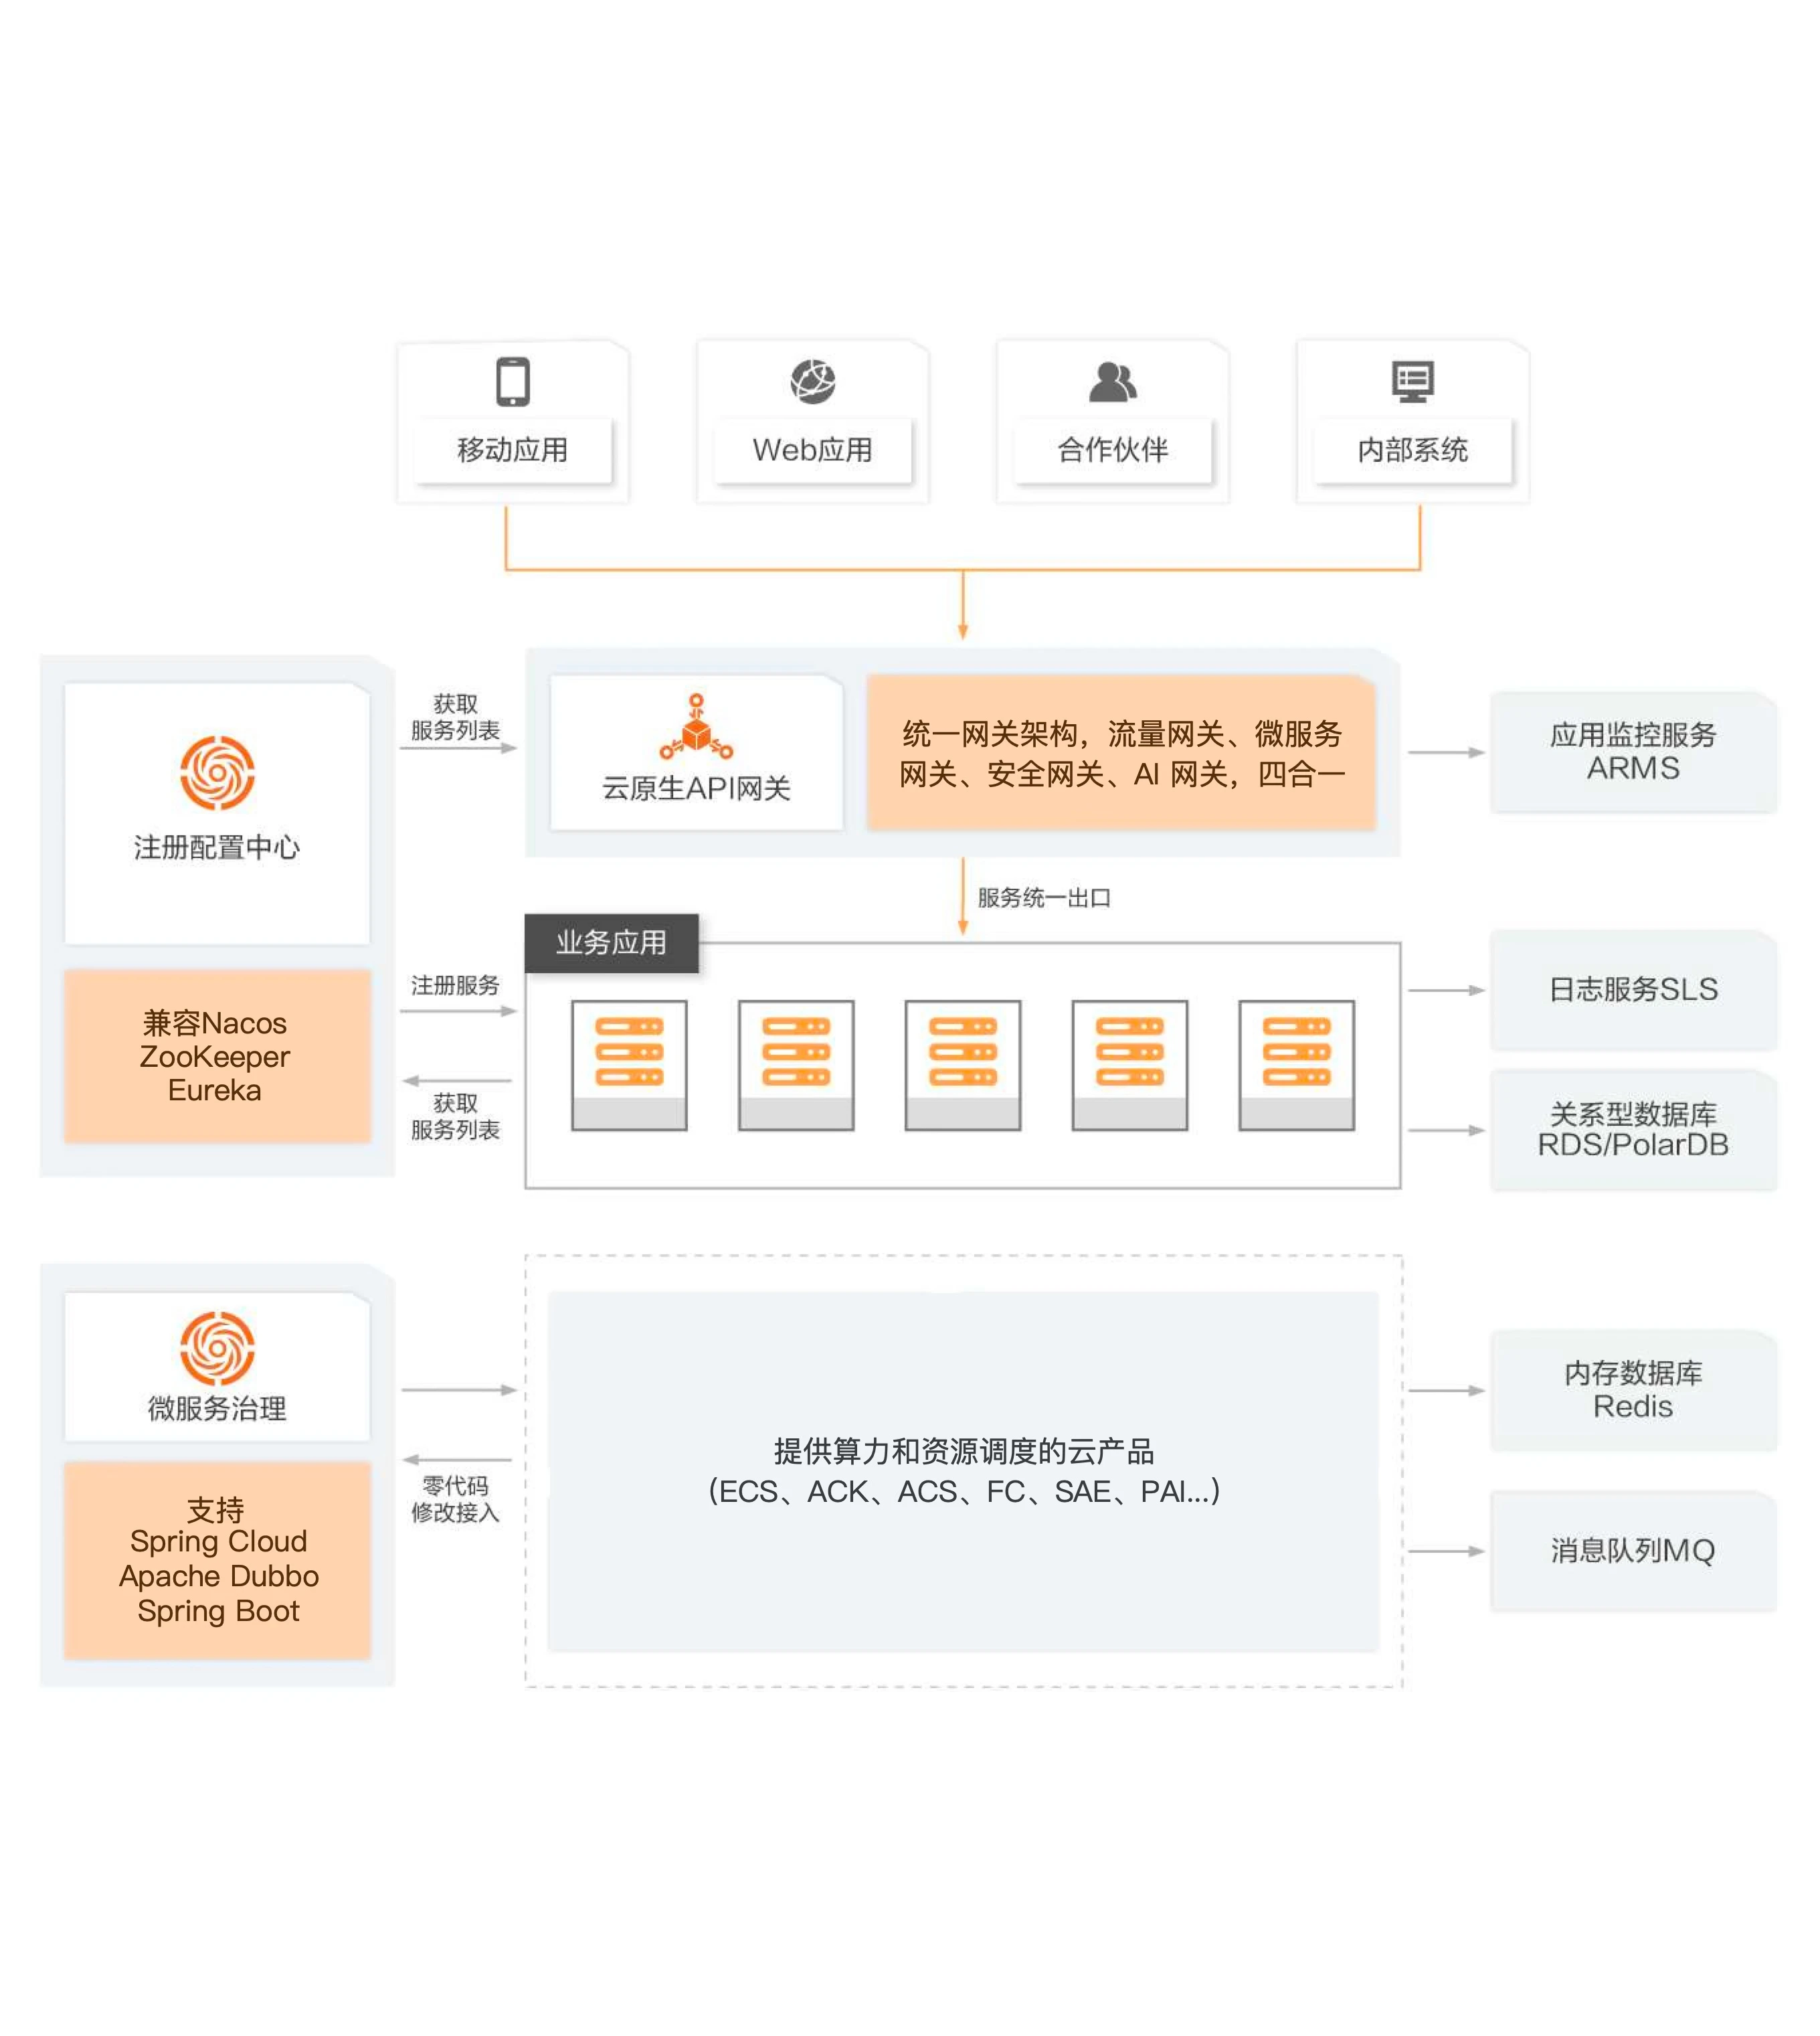 移动应用
Web应用
合作伙伴
内部系统
获取
服务列表
注册配置中心
云原生API网关
统一网关架构，流量网关、微服务
网关、安全网关、AI 网关，四合一
应用监控服务
ARMS
服务统一出口
业务应用
兼容Nacos
ZooKeeper
Eureka
注册服务
获取
服务列表
日志服务SLS
关系型数据库
RDS/PolarDB
微服务治理
支持
Spring Cloud
Apache Dubbo
Spring Boot
零代码
修改接入
提供算力和资源调度的云产品
（ECS、ACK、ACS、FC、SAE、PAI...）
内存数据库
Redis
消息队列MQ